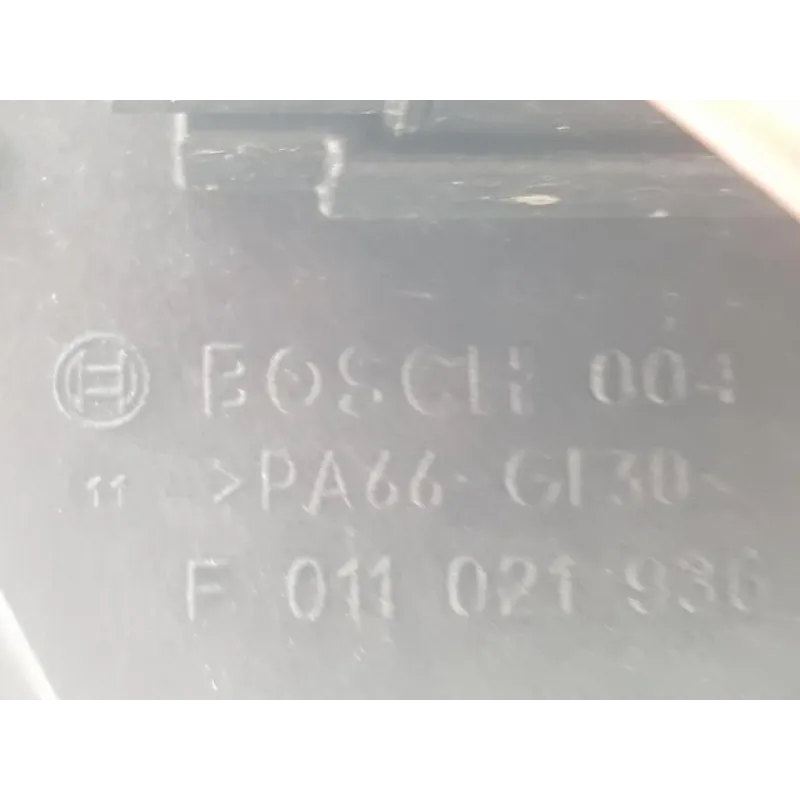 BOSCH 004
11 >PA66-GF30<
F 011 021 936